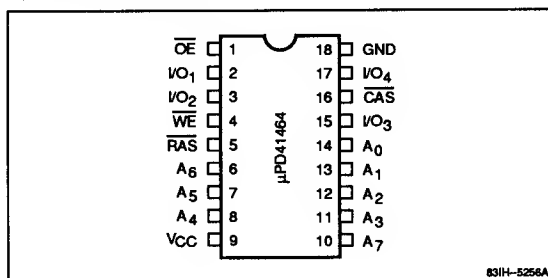 OE 1 18 GND
I/O1 2 17 I/O4
I/O2 3 16 CAS
WE 4 15 I/O3
RAS 5 14 A0
A6 6 13 A1
A5 7 12 A2
A4 8 11 A3
VCC 9 10 A7
μPD41464
83IH-5256A